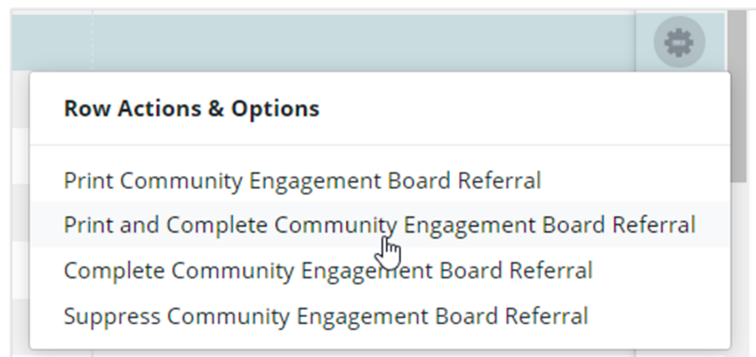 Row Actions & Options
Print Community Engagement Board Referral
Print and Complete Community Engagement Board Referral
Complete Community Engagement Board Referral
Suppress Community Engagement Board Referral